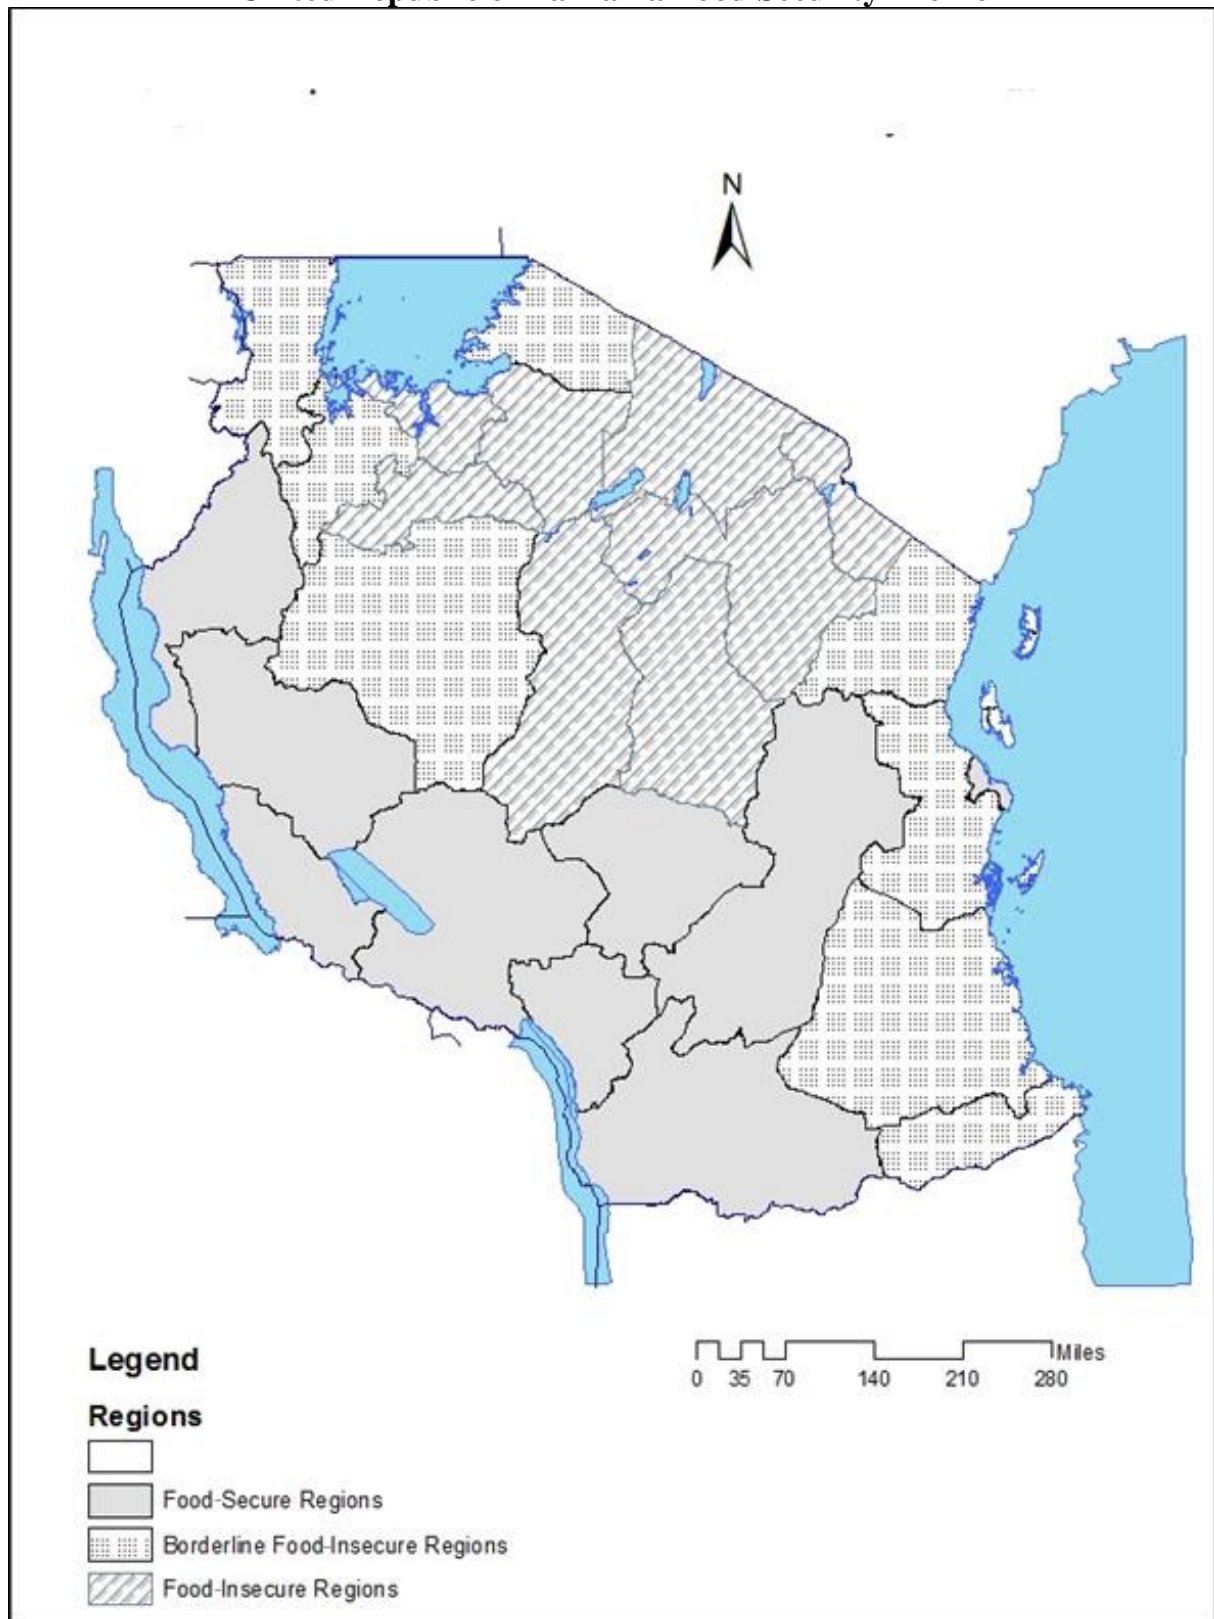 N
Miles
0 35 70 140 210 280
Legend
Regions
Food-Secure Regions
Borderline Food-Insecure Regions
Food-Insecure Regions